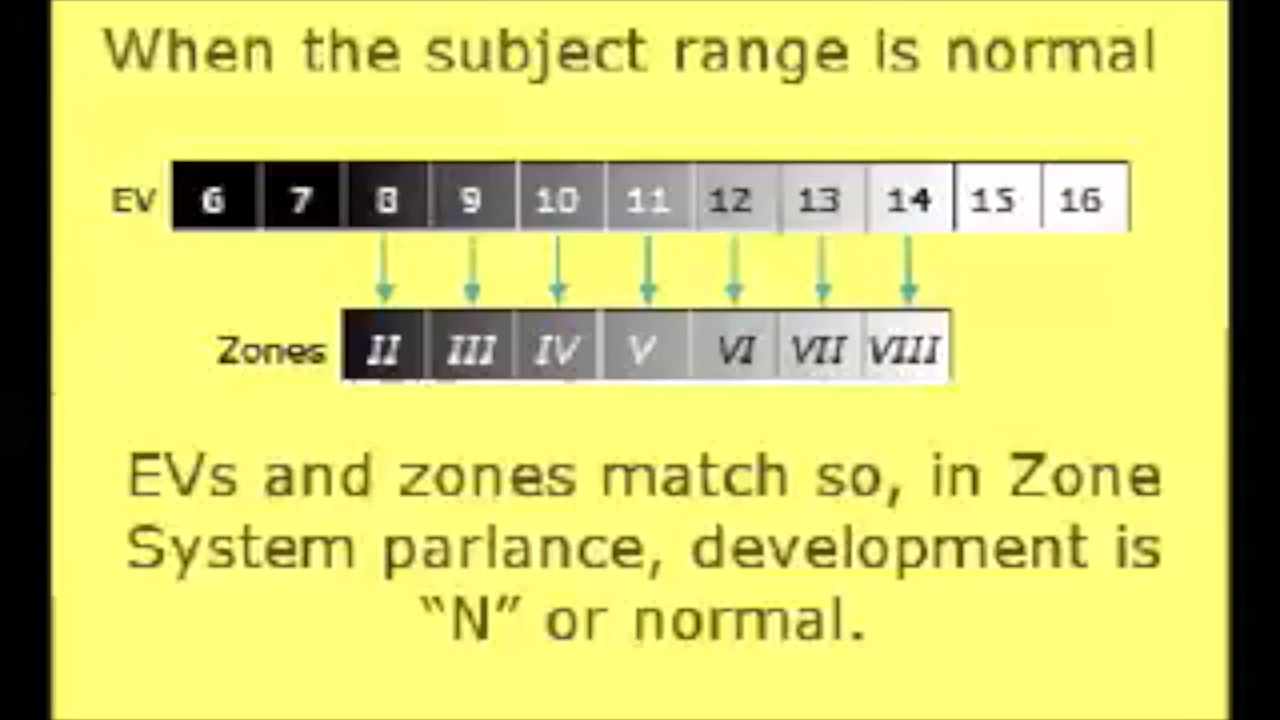 When the subject range is normal
EV 6 7 8 9 10 11 12 13 14 15 16
Zones II III IV V VI VII VIII
EVs and zones match so, in Zone
System parlance, development is
“N” or normal.